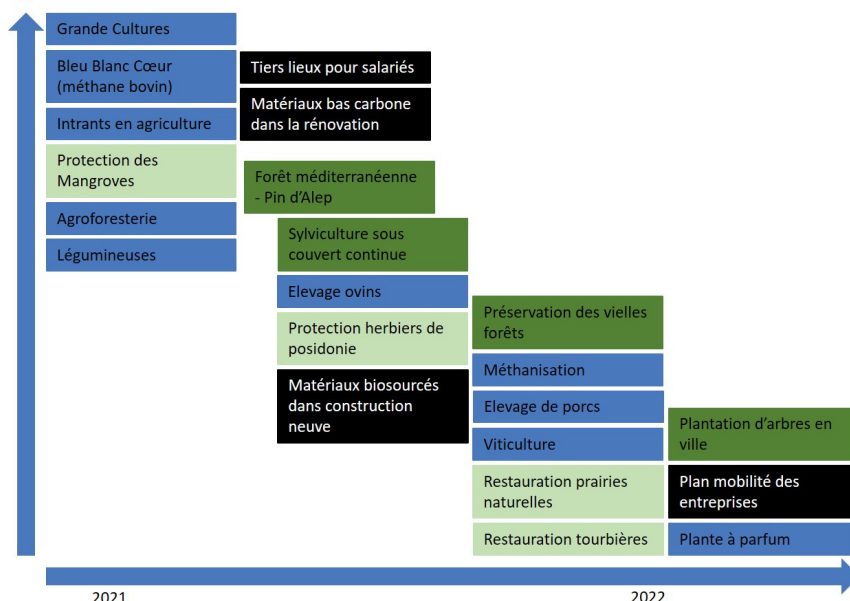 Grande Cultures
Bleu Blanc Cœur
(méthane bovin)
Intrants en agriculture
Protection des
Mangroves
Agroforesterie
Légumineuses
Tiers lieux pour salariés
Matériaux bas carbone
dans la rénovation
Forêt méditerranéenne
- Pin d’Alep
Sylviculture sous
couvert continue
Elevage ovins
Protection herbiers de
posidonie
Matériaux biosourcés
dans construction
neuve
Préservation des vielles
forêts
Méthanisation
Elevage de porcs
Viticulture
Restauration prairies
naturelles
Restauration tourbières
Plantation d’arbres en
ville
Plan mobilité des
entreprises
Plante à parfum
2021
2022